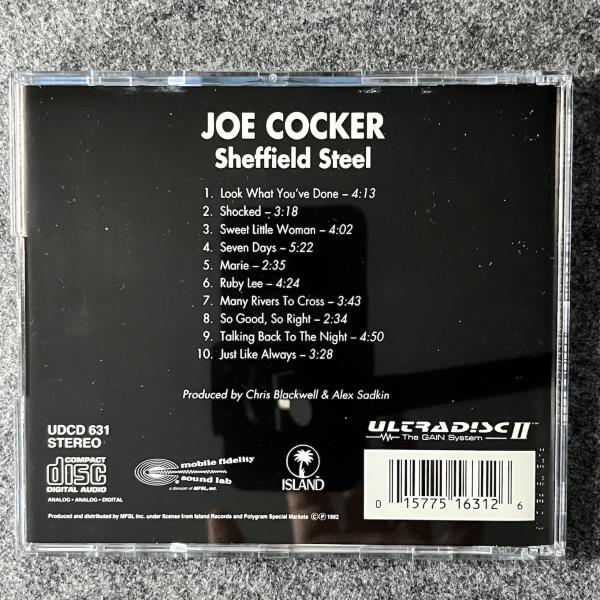 JOE COCKER
Sheffield Steel
1. Look What You've Done – 4:13
2. Shocked – 3:18
3. Sweet Little Woman – 4:02
4. Seven Days – 5:22
5. Marie – 2:35
6. Ruby Lee – 4:24
7. Many Rivers To Cross – 3:43
8. So Good, So Right – 2:34
9. Talking Back To The Night – 4:50
10. Just Like Always – 3:28
Produced by Chris Blackwell & Alex Sadkin
UDCD 631
STEREO
COMPACT
disc
DIGITAL AUDIO
ANALOG • ANALOG • DIGITAL
mobile fidelity
sound lab
a division of MFSL, inc.
ISLAND
ULTRADISC II
The GAIN System
0 15775 16312 6
Produced and distributed by MFSL Inc. under license from Island Records and Polygram Special Markets ©℗ 1982